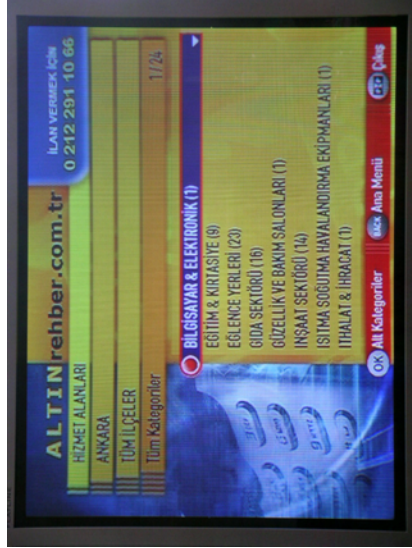 ALTINrehber.com.tr
İLAN VERMEK İÇİN
0 212 291 10 66
HİZMET ALANLARI
ANKARA
TÜM İLÇELER
Tüm Kategoriler 1/24
BİLGİSAYAR & ELEKTRONİK (1)
EĞİTİM & KIRTASİYE (9)
EĞLENCE YERLERİ (23)
GIDA SEKTÖRÜ (16)
GÜZELLİK VE BAKIM SALONLARI (1)
İNŞAAT SEKTÖRÜ (14)
ISITMA SOĞUTMA HAVALANDIRMA EKİPMANLARI (1)
İTHALAT & İHRACAT (1)
OK Alt Kategoriler BACK Ana Menü Çıkış